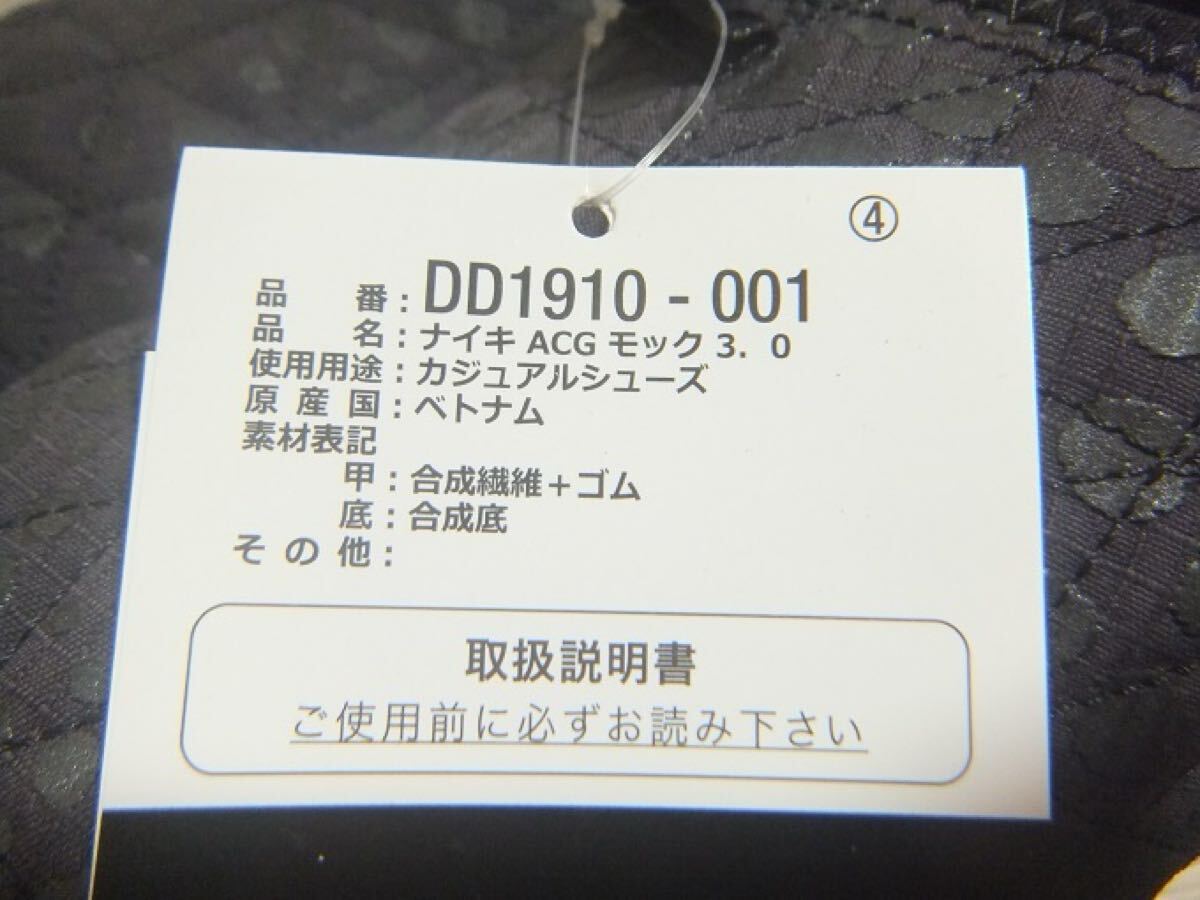 ④
品番：DD1910 - 001
品名：ナイキ ACG モック 3．0
使用用途：カジュアルシューズ
原産国：ベトナム
素材表記
甲：合成繊維＋ゴム
底：合成底
その他：
取扱説明書
ご使用前に必ずお読み下さい